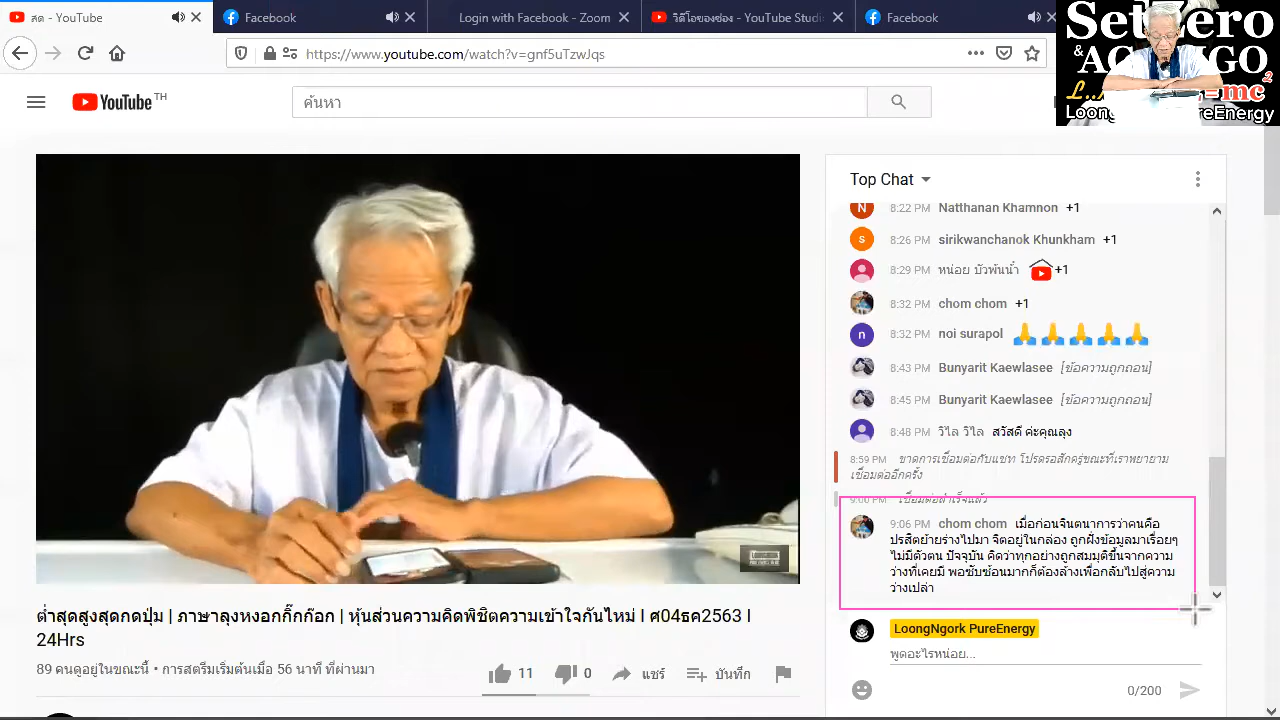 สด - YouTube
Facebook
Login with Facebook - Zoom
วิดีโอของช่อง - YouTube Studi
Facebook
https://www.youtube.com/watch?v=gnf5uTzwJqs
SetZero
&
=mc²
YouTube TH
ค้นหา
Top Chat
8:22 PM Natthanan Khamnon +1
8:26 PM sirikwanchanok Khunkham +1
8:29 PM หน่อย บัวพ้นน้ำ +1
8:32 PM chom chom +1
8:32 PM noi surapol
8:43 PM Bunyarit Kaewlasee [ข้อความถูกถอน]
8:45 PM Bunyarit Kaewlasee [ข้อความถูกถอน]
8:48 PM วิไล วิไล สวัสดี ค่ะคุณลุง
8:59 PM ขาดการเชื่อมต่อกับแชท โปรดรอสักครู่ขณะที่เราพยายาม
เชื่อมต่ออีกครั้ง
9:00 PM เชื่อมต่อสำเร็จแล้ว
9:06 PM chom chom เมื่อก่อนจินตนาการว่าคนคือ
ปรสิตย้ายร่างไปมา จิตอยู่ในกล่อง ถูกฝังข้อมูลมาเรื่อยๆ
ไม่มีตัวตน ปัจจุบัน คิดว่าทุกอย่างถูกสมมุติขึ้นจากความ
ว่างที่เคยมี พอซับซ้อนมากก็ต้องล้างเพื่อกลับไปสู่ความ
ว่างเปล่า
LoongNgork PureEnergy
พูดอะไรหน่อย...
0/200
ต่ำสุดสูงสุดกดปุ่ม | ภาษาลุงหงอกกิ๊กก๊อก | หุ้นส่วนความคิดพิชิตความเข้าใจกันไหม่ I ศ04ธค2563 I
24Hrs
89 คนดูอยู่ในขณะนี้ • การสตรีมเริ่มต้นเมื่อ 56 นาที ที่ผ่านมา
11
0
แชร์
บันทึก